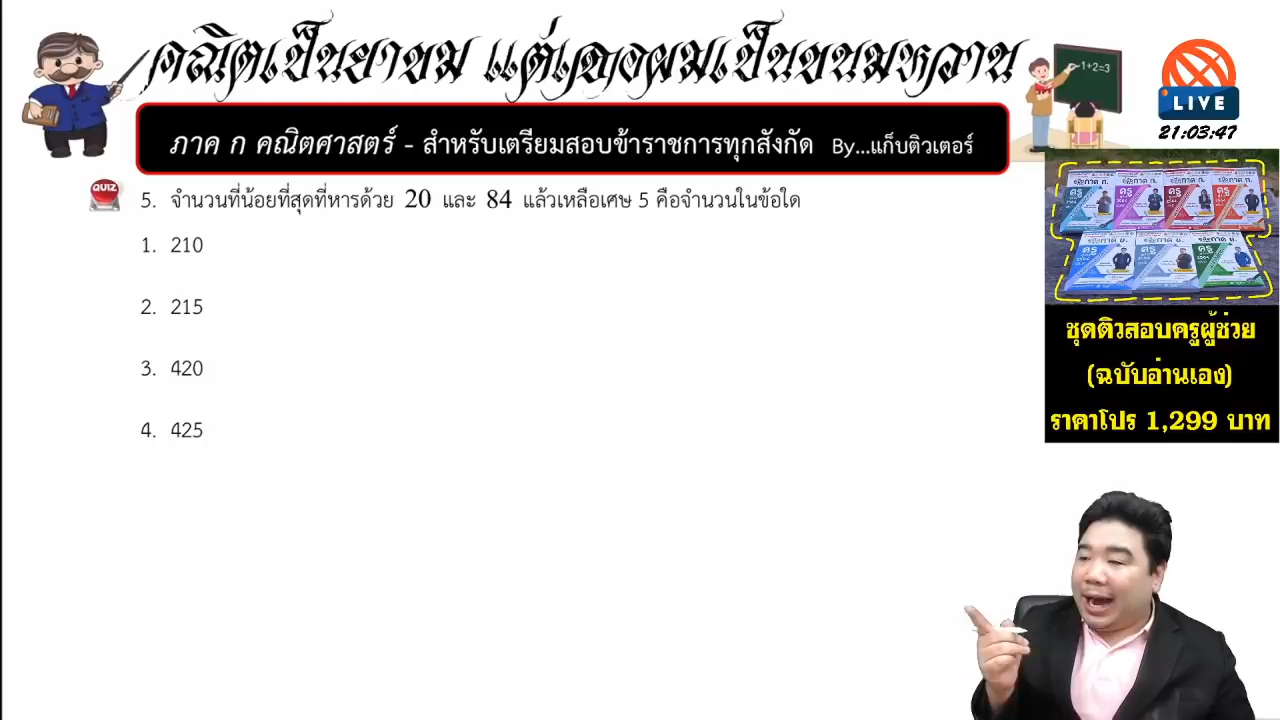 คณิตเป็นยาขม แต่เธอผมเป็นขนมหวาน
1+2=3
LIVE
21:03:47
ภาค ก คณิตศาสตร์ - สำหรับเตรียมสอบข้าราชการทุกสังกัด By...แก็บติวเตอร์
QUIZ
5. จำนวนที่น้อยที่สุดที่หารด้วย 20 และ 84 แล้วเหลือเศษ 5 คือจำนวนในข้อใด
1. 210
2. 215
3. 420
4. 425
ชุดติวสอบครูผู้ช่วย
(ฉบับอ่านเอง)
ราคาโปร 1,299 บาท